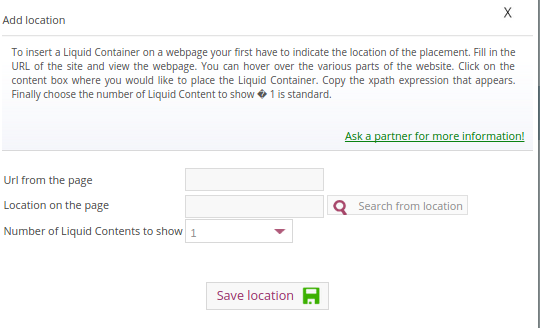 X
Add location
To insert a Liquid Container on a webpage your first have to indicate the location of the placement. Fill in the
URL of the site and view the webpage. You can hover over the various parts of the website. Click on the
content box where you would like to place the Liquid Container. Copy the xpath expression that appears.
Finally choose the number of Liquid Content to show � 1 is standard.
Ask a partner for more information!
Url from the page
Location on the page
Search from location
Number of Liquid Contents to show
1
Save location